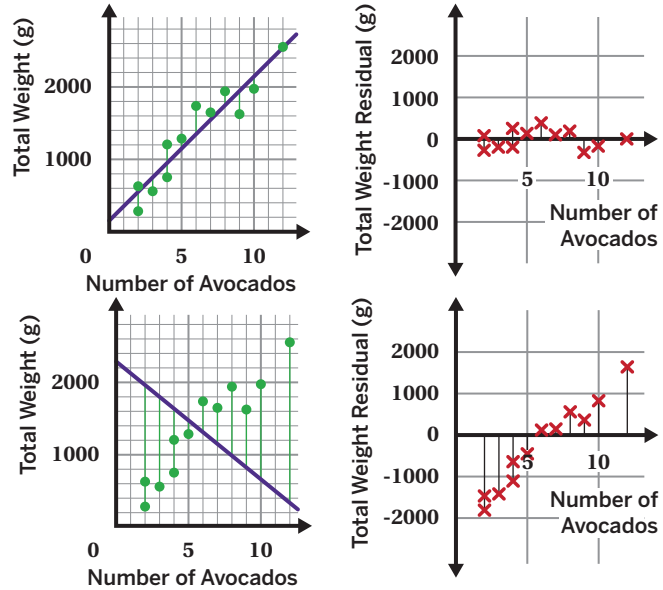 Total Weight (g)
2000
1000
0
5
10
Number of Avocados
Total Weight Residual (g)
2000
1000
0
-1000
-2000
5
10
Number of
Avocados
Total Weight (g)
2000
1000
0
5
10
Number of Avocados
Total Weight Residual (g)
2000
1000
0
-1000
-2000
5
10
Number of
Avocados